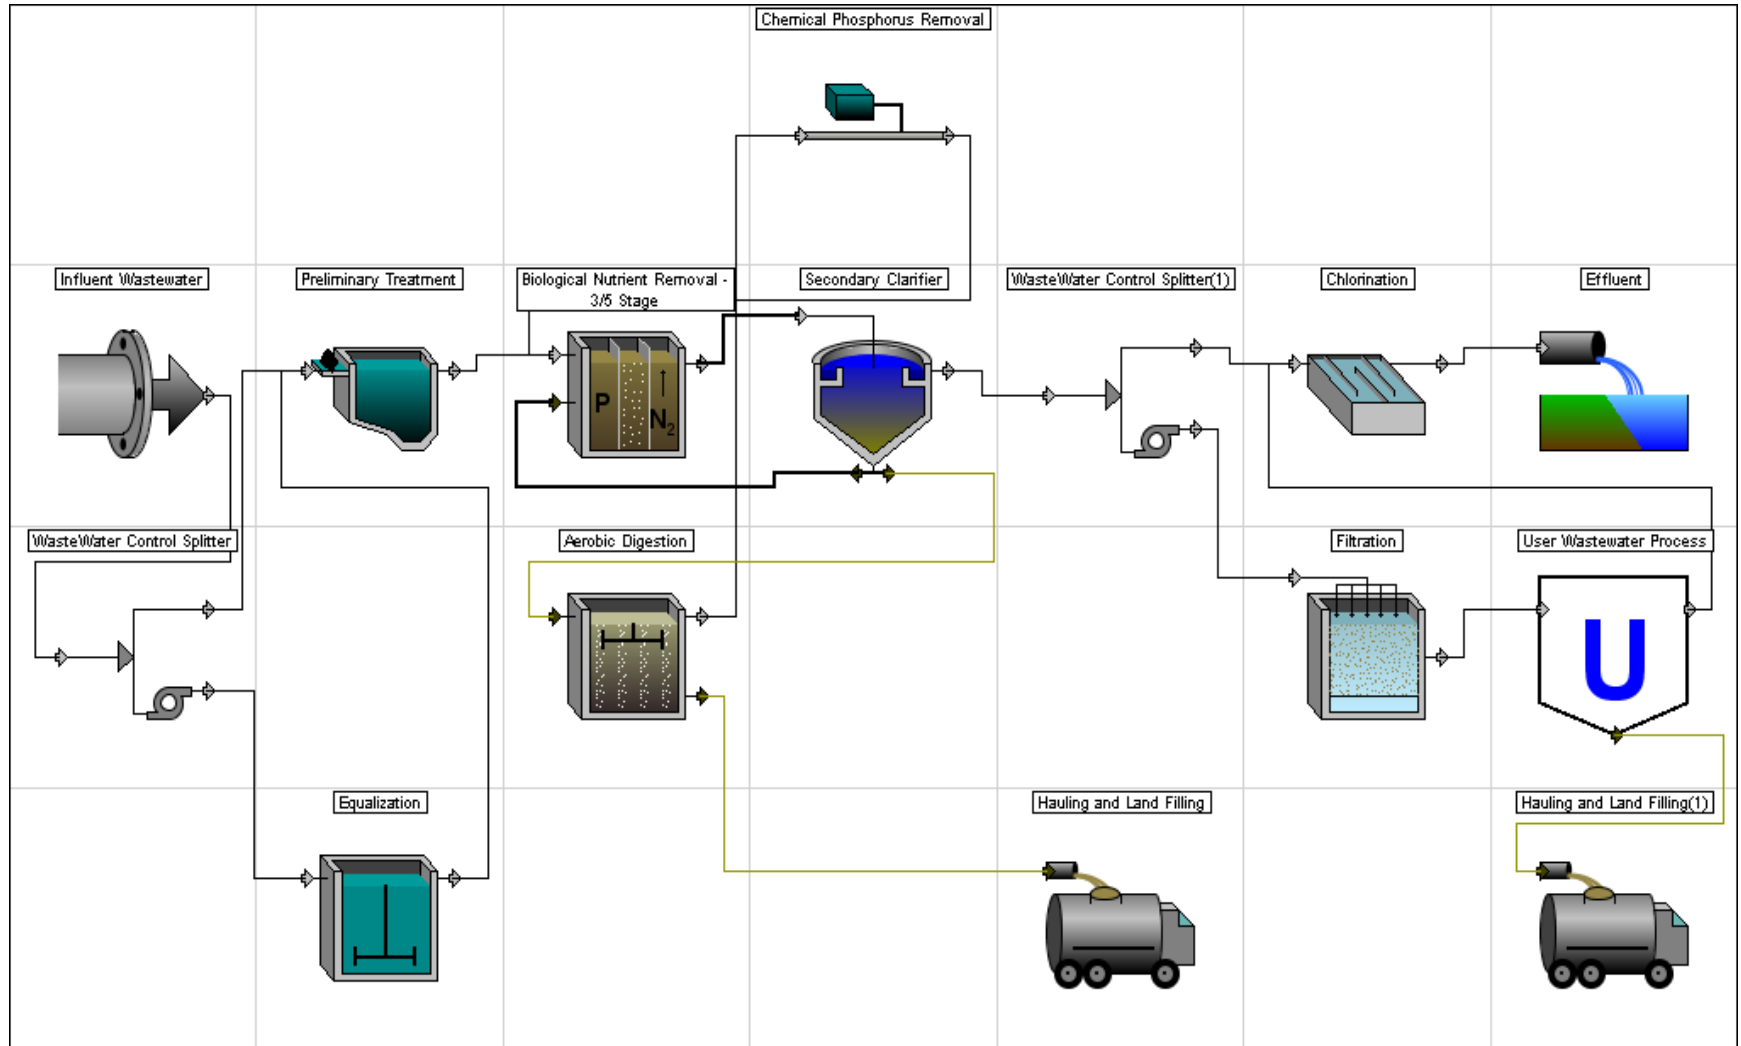 Chemical Phosphorus Removal
Influent Wastewater
Preliminary Treatment
Biological Nutrient Removal -
3/5 Stage
Secondary Clarifier
WasteWater Control Splitter(1)
Chlorination
Effluent
P
N2
WasteWater Control Splitter
Aerobic Digestion
Filtration
User Wastewater Process
U
Equalization
Hauling and Land Filling
Hauling and Land Filling(1)